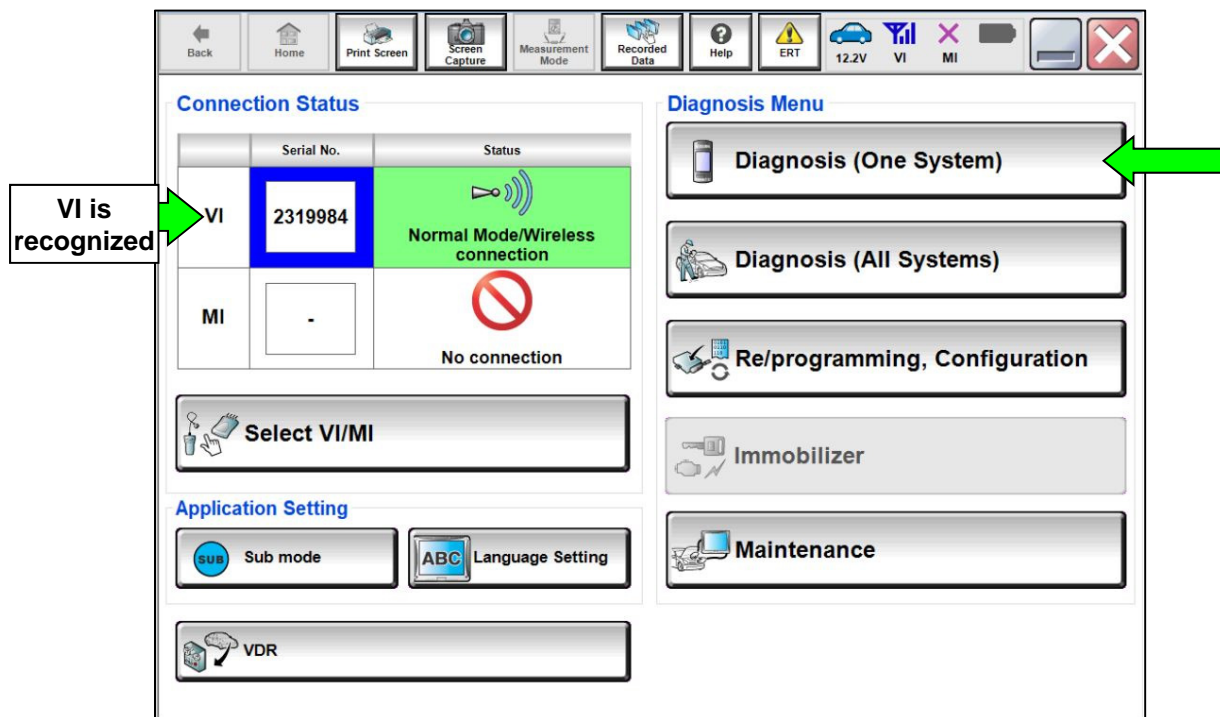 Back
Home
Print Screen
Screen
Capture
Measurement
Mode
Recorded
Data
Help
ERT
12.2V
VI
MI
Connection Status
Serial No.
Status
VI
2319984
Normal Mode/Wireless
connection
MI
-
No connection
Select VI/MI
Application Setting
SUB
Sub mode
ABC
Language Setting
VDR
Diagnosis Menu
Diagnosis (One System)
Diagnosis (All Systems)
Re/programming, Configuration
Immobilizer
Maintenance
VI is
recognized